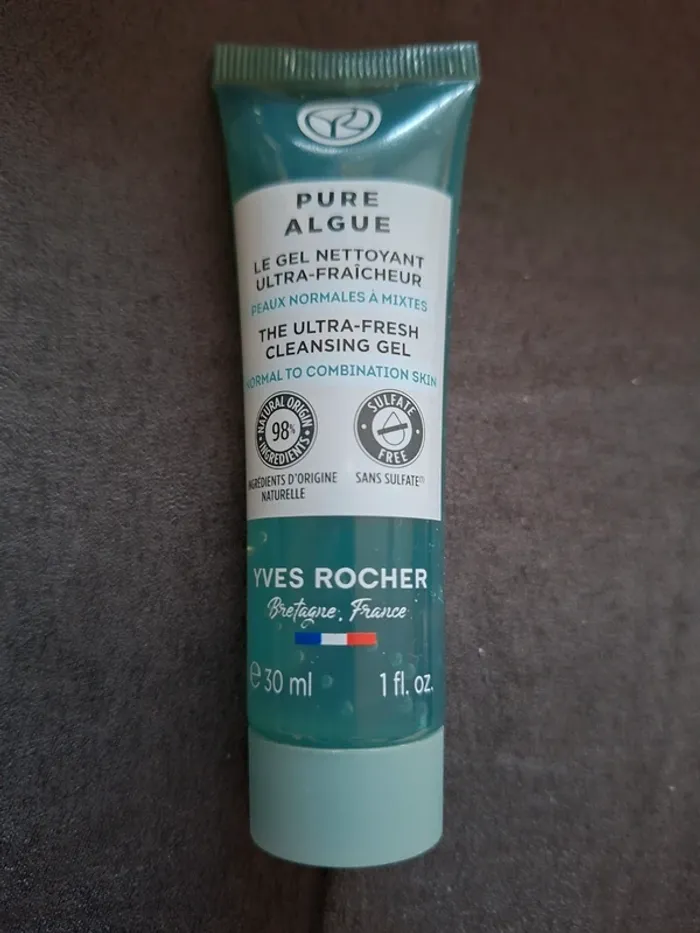 YR
PURE
ALGUE
LE GEL NETTOYANT
ULTRA-FRAÎCHEUR
PEAUX NORMALES À MIXTES
THE ULTRA-FRESH
CLEANSING GEL
NORMAL TO COMBINATION SKIN
NATURAL ORIGIN
98%
INGREDIENTS
SULFATE
FREE
INGRÉDIENTS D'ORIGINE
NATURELLE
SANS SULFATE
YVES ROCHER
Bretagne, France
e 30 ml
1 fl. oz.